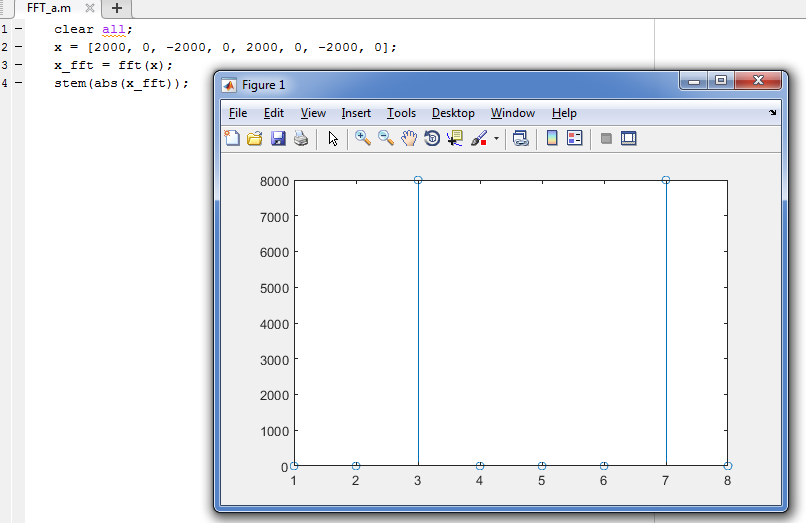 FFT_a.m
1 clear all;
2 x = [2000, 0, -2000, 0, 2000, 0, -2000, 0];
3 x_fft = fft(x);
4 stem(abs(x_fft));
Figure 1
File Edit View Insert Tools Desktop Window Help
8000
7000
6000
5000
4000
3000
2000
1000
0
1 2 3 4 5 6 7 8